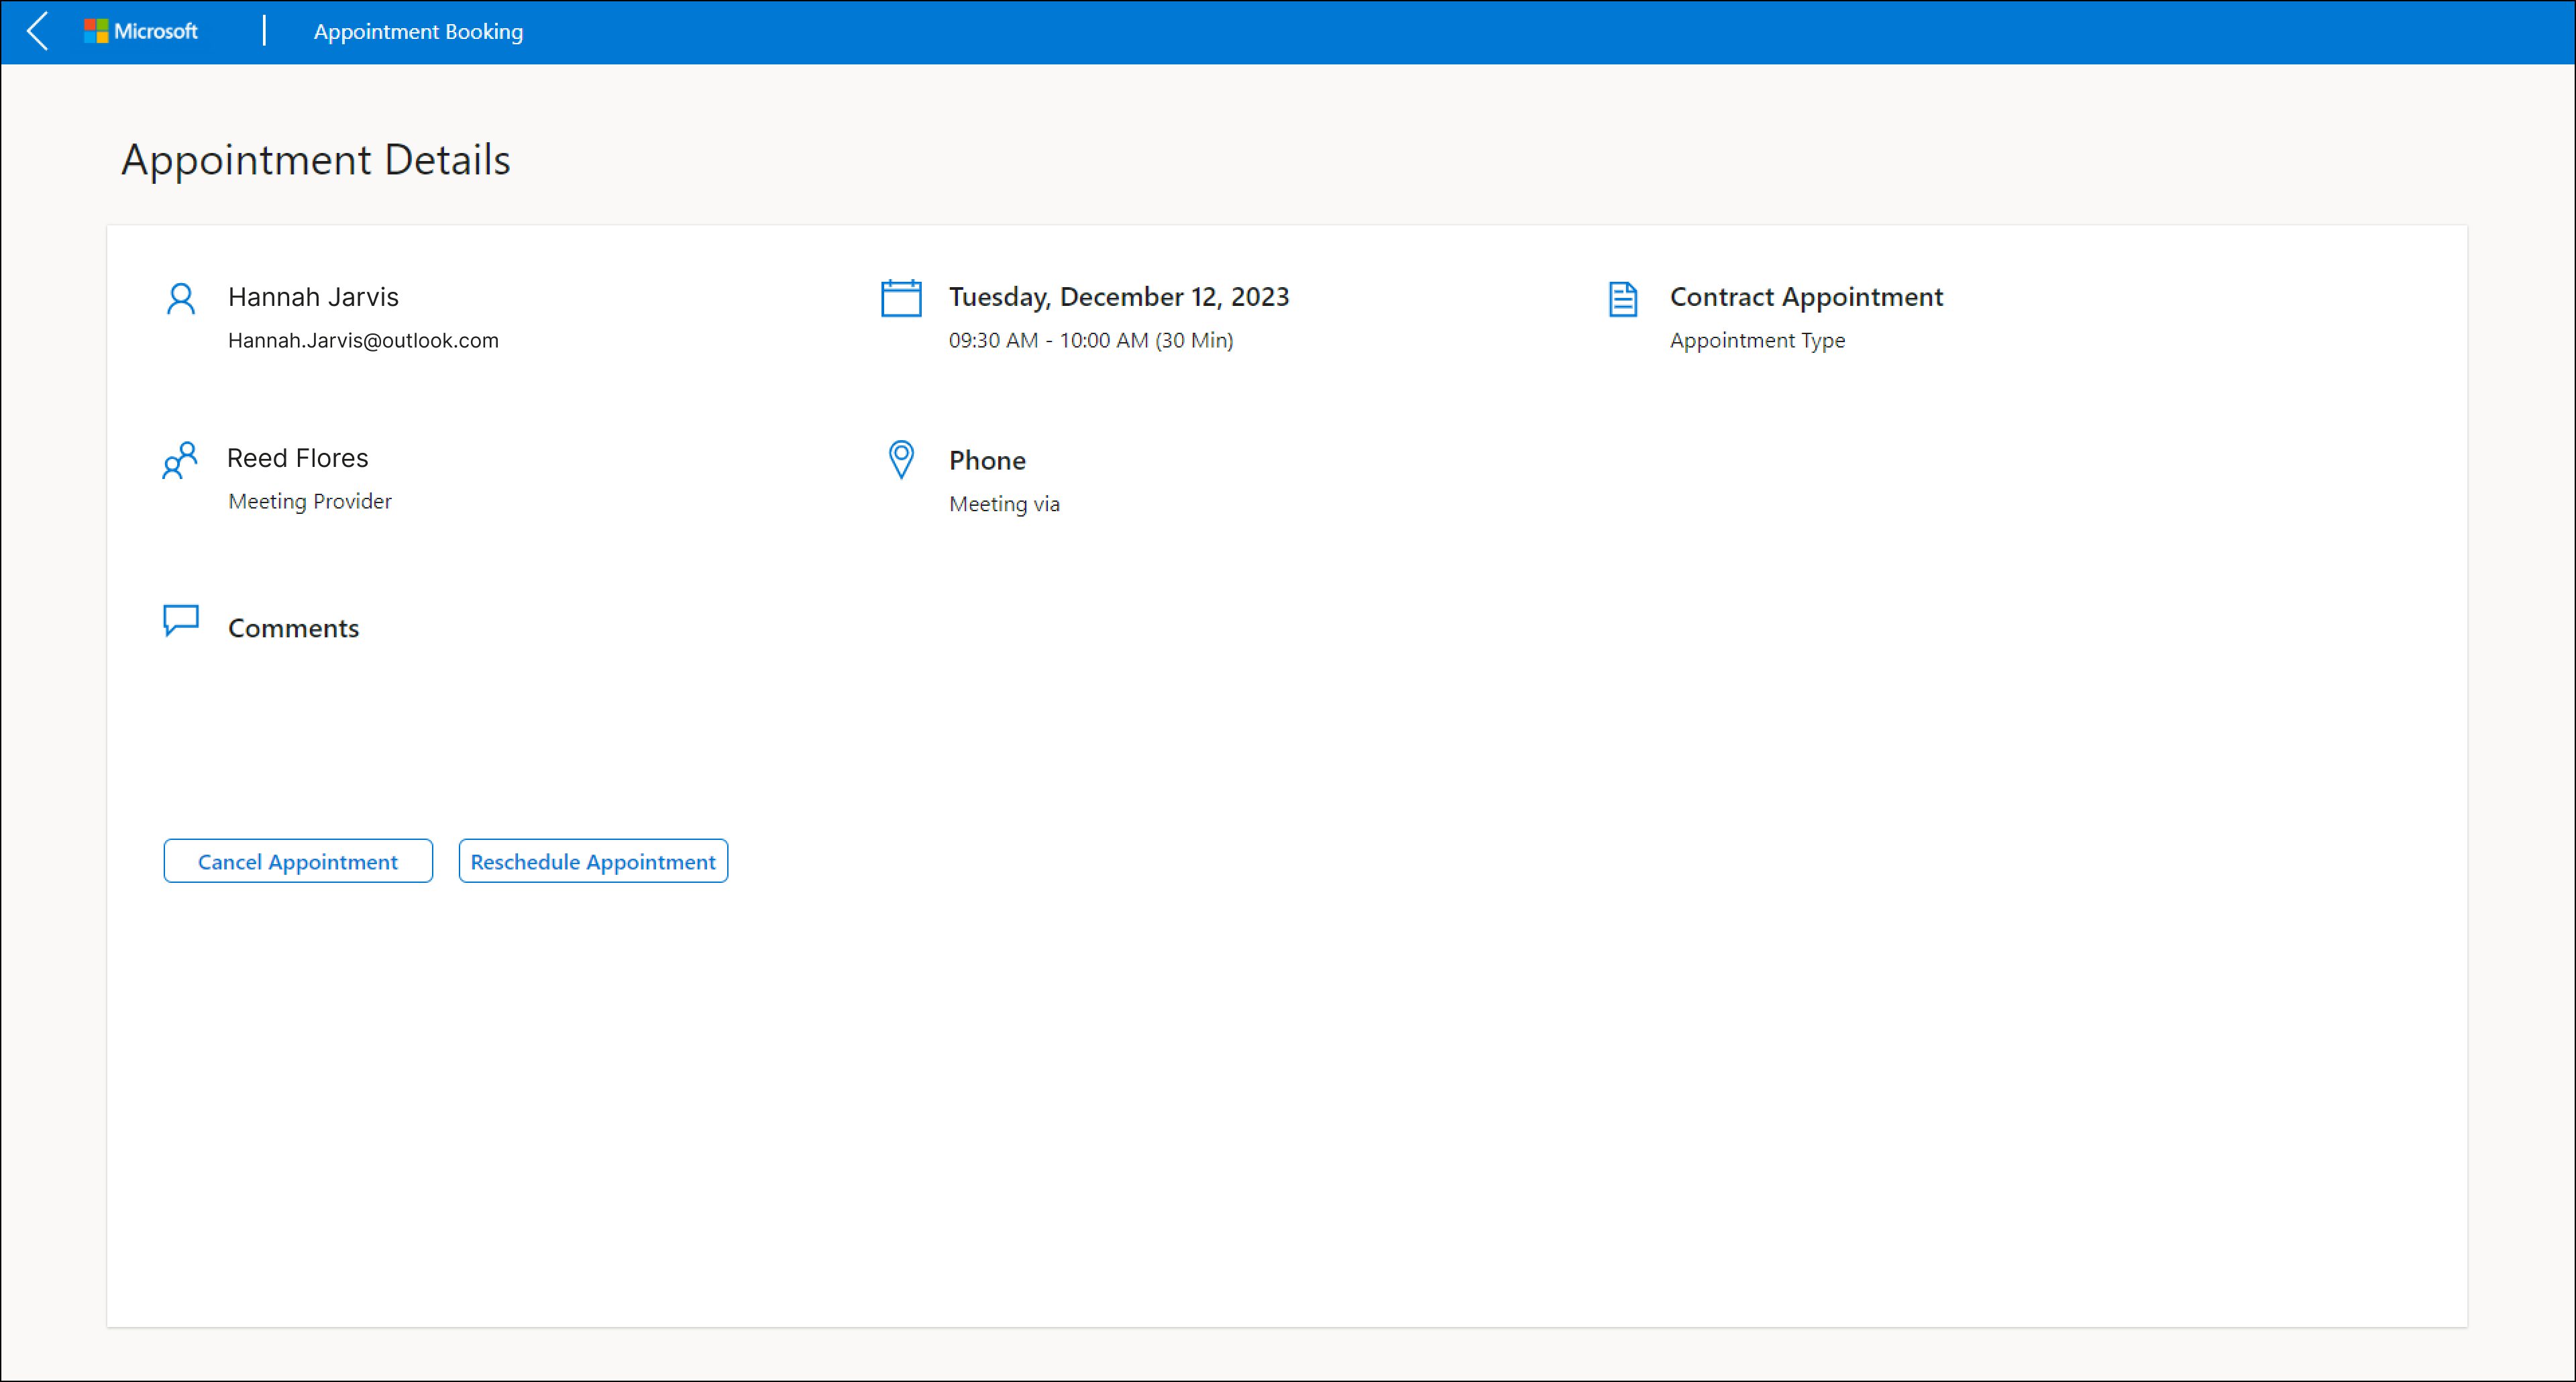 Microsoft
Appointment Booking
Appointment Details
Hannah Jarvis
Hannah.Jarvis@outlook.com
Tuesday, December 12, 2023
09:30 AM - 10:00 AM (30 Min)
Contract Appointment
Appointment Type
Reed Flores
Meeting Provider
Phone
Meeting via
Comments
Cancel Appointment
Reschedule Appointment